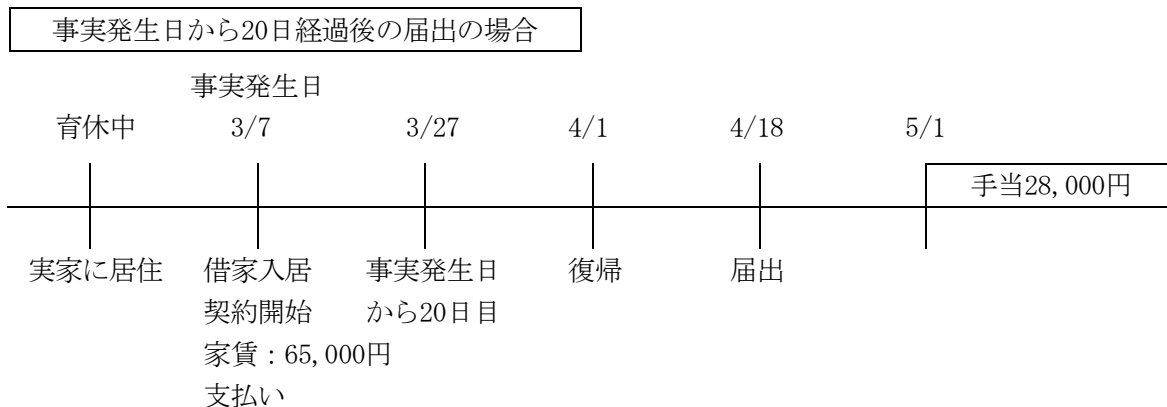 事実発生日から20日経過後の届出の場合
事実発生日
育休中 3/7 3/27 4/1 4/18 5/1
手当28,000円
実家に居住 借家入居 事実発生日 復帰 届出
契約開始 から20日目
家賃：65,000円
支払い